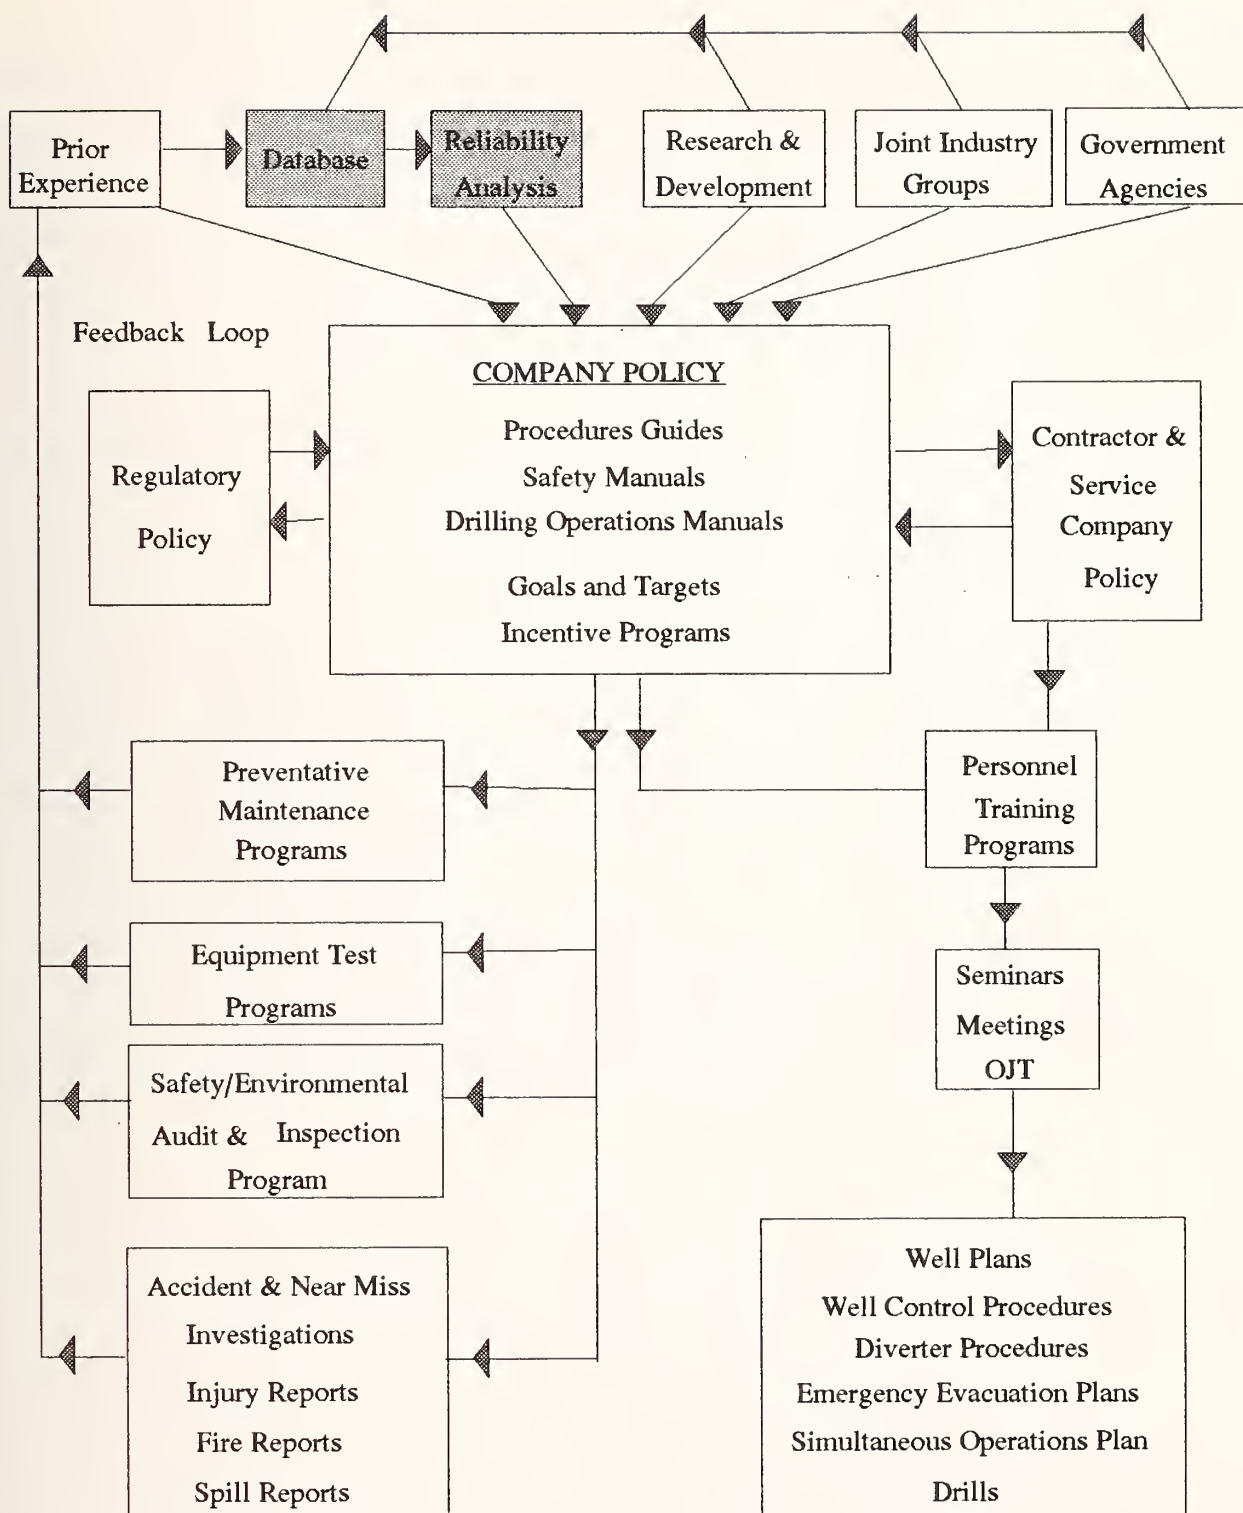 Prior
Experience
Database
Reliability
Analysis
Research &
Development
Joint Industry
Groups
Government
Agencies
Feedback Loop
COMPANY POLICY
Procedures Guides
Safety Manuals
Drilling Operations Manuals
Goals and Targets
Incentive Programs
Regulatory
Policy
Contractor &
Service
Company
Policy
Preventative
Maintenance
Programs
Personnel
Training
Programs
Equipment Test
Programs
Seminars
Meetings
OJT
Safety/Environmental
Audit & Inspection
Program
Accident & Near Miss
Investigations
Injury Reports
Fire Reports
Spill Reports
Well Plans
Well Control Procedures
Diverter Procedures
Emergency Evacuation Plans
Simultaneous Operations Plan
Drills